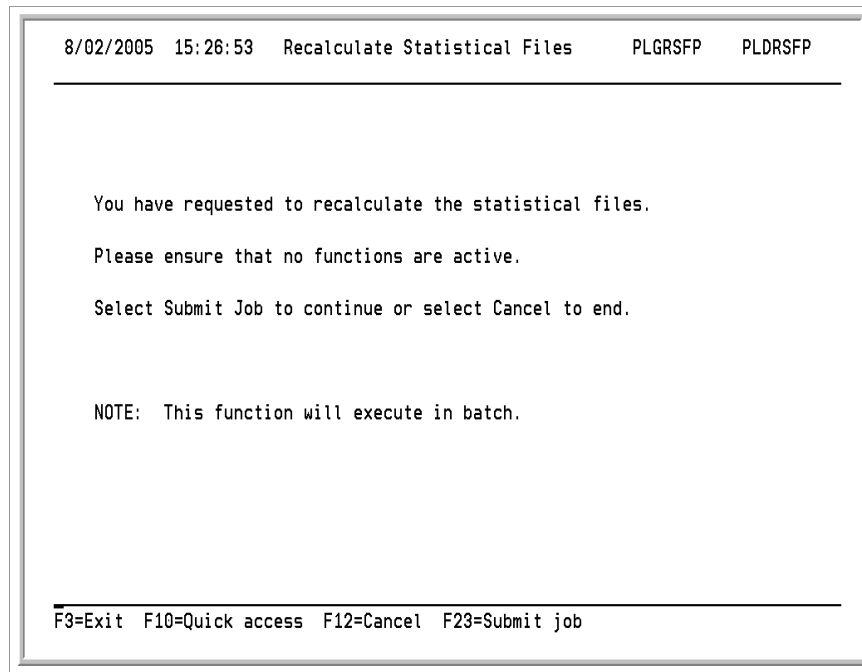 8/02/2005 15:26:53 Recalculate Statistical Files PLGRSFP PLDRSFP
You have requested to recalculate the statistical files.
Please ensure that no functions are active.
Select Submit Job to continue or select Cancel to end.
NOTE: This function will execute in batch.
F3=Exit F10=Quick access F12=Cancel F23=Submit job